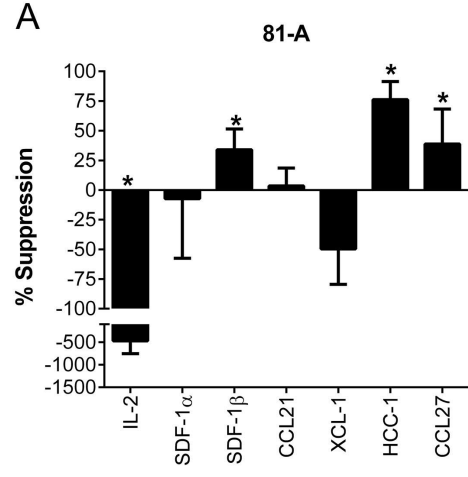 A
81-A
% Suppression
100
75
50
25
0
-25
-50
-75
-100
-500
-1000
-1500
*
*
*
*
IL-2
SDF-1α
SDF-1β
CCL21
XCL-1
HCC-1
CCL27